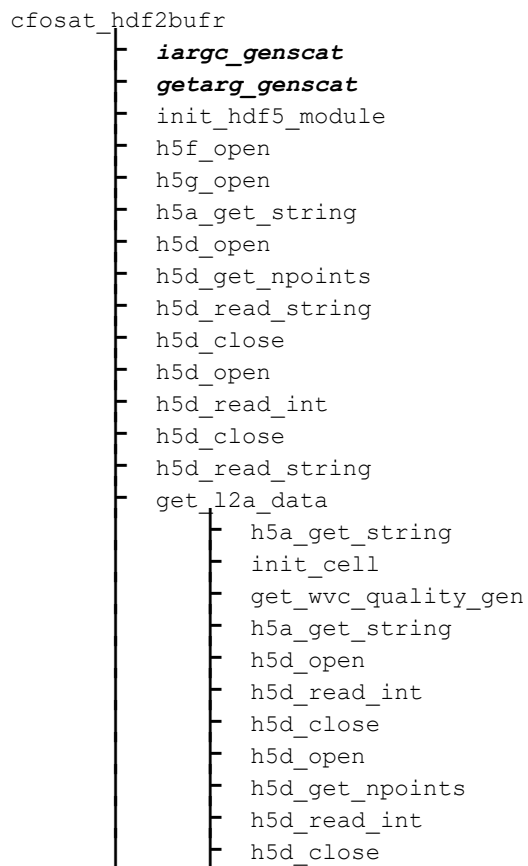 cfosat_hdf2bufr
iargc_genscat
getarg_genscat
init_hdf5_module
h5f_open
h5g_open
h5a_get_string
h5d_open
h5d_get_npoints
h5d_read_string
h5d_close
h5d_open
h5d_read_int
h5d_close
h5d_read_string
get_l2a_data
h5a_get_string
init_cell
get_wvc_quality_gen
h5a_get_string
h5d_open
h5d_read_int
h5d_close
h5d_open
h5d_get_npoints
h5d_read_int
h5d_close